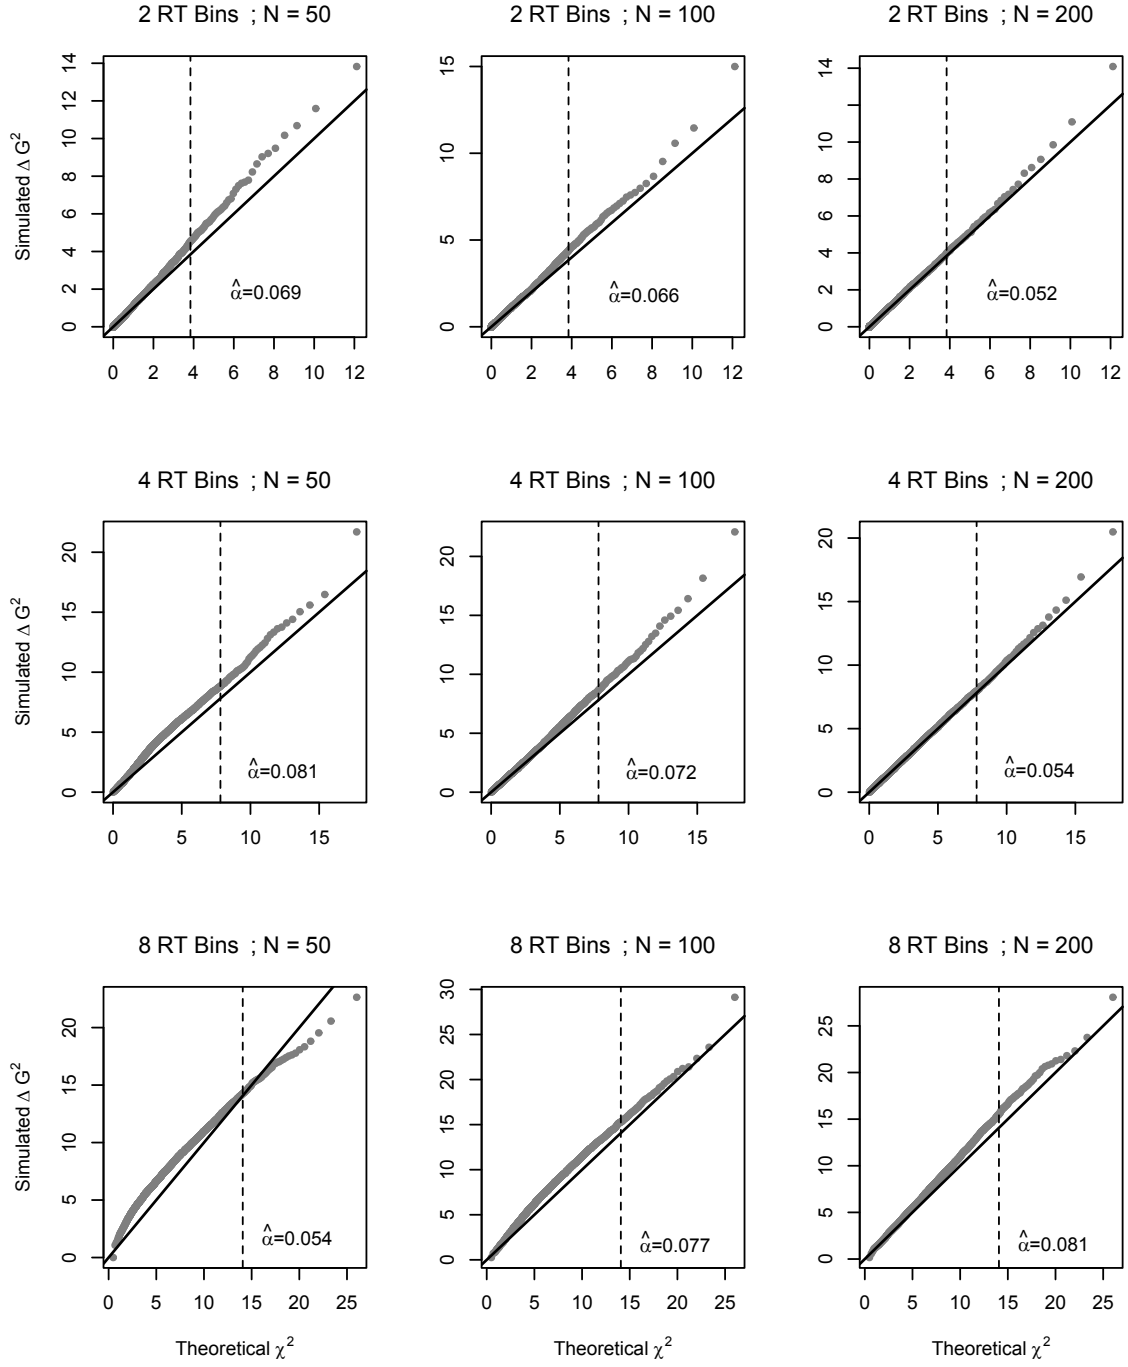 2 RT Bins ; N = 50
2 RT Bins ; N = 100
2 RT Bins ; N = 200
Simulated Δ G²
0 2 4 6 8 10 12 14
α̂=0.069
0 2 4 6 8 10 12
0 5 10 15
α̂=0.066
0 2 4 6 8 10 12
0 2 4 6 8 10 14
α̂=0.052
0 2 4 6 8 10 12
4 RT Bins ; N = 50
4 RT Bins ; N = 100
4 RT Bins ; N = 200
Simulated Δ G²
0 5 10 15 20
α̂=0.081
0 5 10 15
0 5 10 15 20
α̂=0.072
0 5 10 15
0 5 10 15 20
α̂=0.054
0 5 10 15
8 RT Bins ; N = 50
8 RT Bins ; N = 100
8 RT Bins ; N = 200
Simulated Δ G²
0 5 10 15 20
α̂=0.054
0 5 10 15 20 25
0 5 10 15 20 25 30
α̂=0.077
0 5 10 15 20 25
0 5 10 15 20 25
α̂=0.081
0 5 10 15 20 25
Theoretical χ²
Theoretical χ²
Theoretical χ²